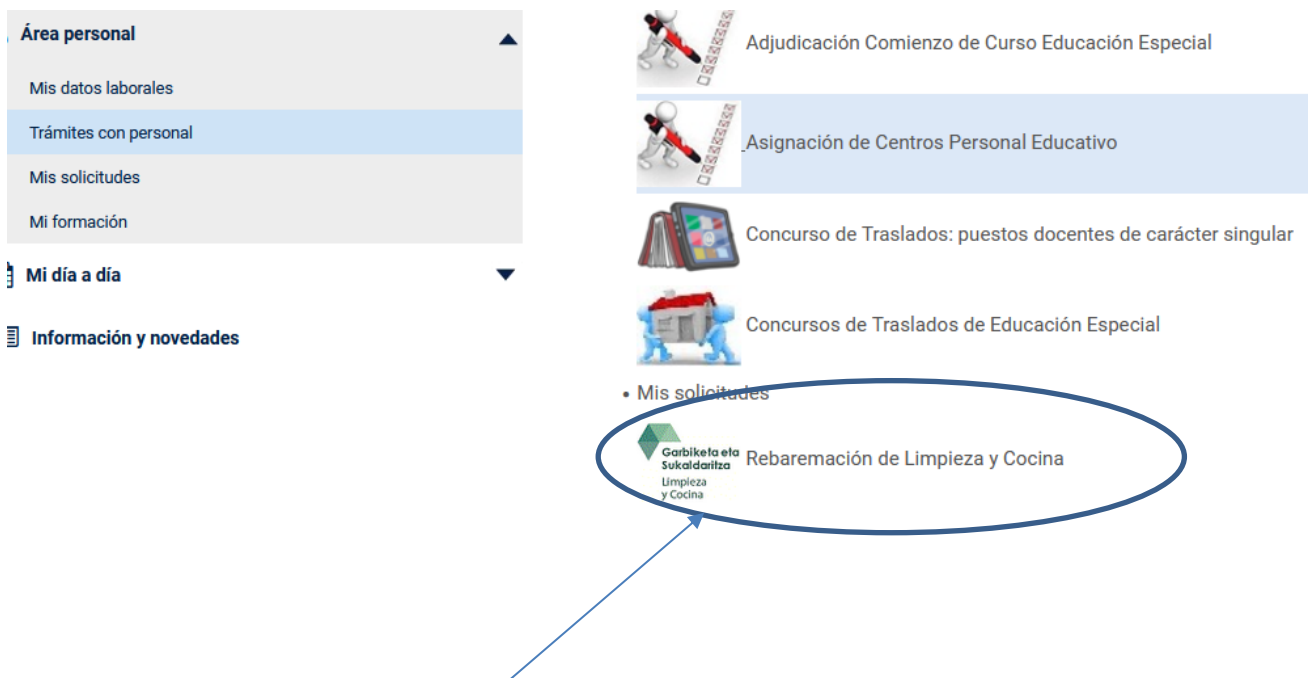 Área personal
Mis datos laborales
Trámites con personal
Mis solicitudes
Mi formación
Mi día a día
Información y novedades
Adjudicación Comienzo de Curso Educación Especial
Asignación de Centros Personal Educativo
Concurso de Traslados: puestos docentes de carácter singular
Concursos de Traslados de Educación Especial
• Mis solicitudes
Garbiketa eta
Sukaldaritza
Limpieza
y Cocina
Rebaremación de Limpieza y Cocina